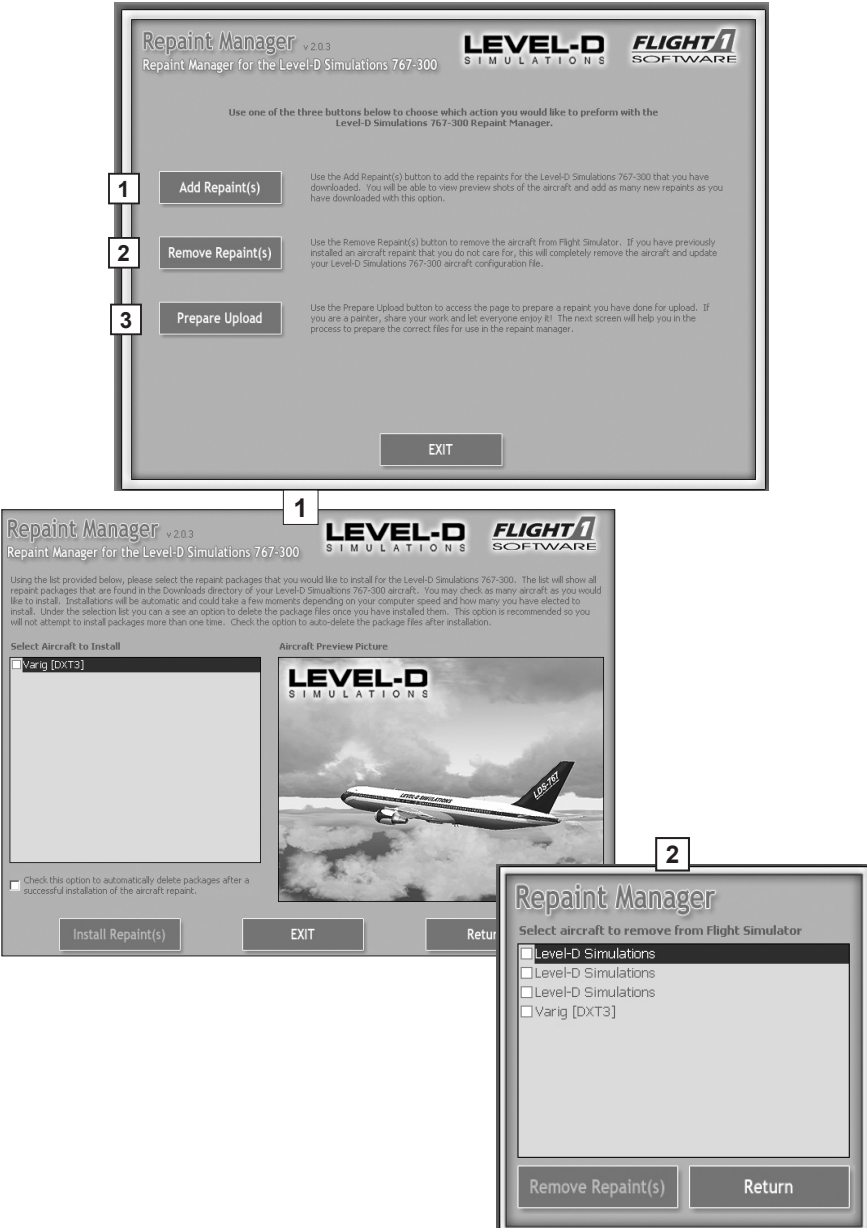 Repaint Manager v 2.0.3
Repaint Manager for the Level-D Simulations 767-300
LEVEL-D
SIMULATIONS
FLIGHT1
SOFTWARE
Use one of the three buttons below to choose which action you would like to preform with the
Level-D Simulations 767-300 Repaint Manager.
1
Add Repaint(s)
Use the Add Repaint(s) button to add the repaints for the Level-D Simulations 767-300 that you have
downloaded. You will be able to view preview shots of the aircraft and add as many new repaints as you
have downloaded with this option.
2
Remove Repaint(s)
Use the Remove Repaint(s) button to remove the aircraft from Flight Simulator. If you have previously
installed an aircraft repaint that you do not care for, this will completely remove the aircraft and update
your Level-D Simulations 767-300 aircraft configuration file.
3
Prepare Upload
Use the Prepare Upload button to access the page to prepare a repaint you have done for upload. If
you are a painter, share your work and let everyone enjoy it! The next screen will help you in the
process to prepare the correct files for use in the repaint manager.
EXIT
1
Repaint Manager v 2.0.3
Repaint Manager for the Level-D Simulations 767-300
LEVEL-D
SIMULATIONS
FLIGHT1
SOFTWARE
Using the list provided below, please select the repaint packages that you would like to install for the Level-D Simulations 767-300. The list will show all
repaint packages that are found in the Downloads directory of your Level-D Simualtions 767-300 aircraft. You may check as many aircraft as you would
like to install. Installations will be automatic and could take a few moments depending on your computer speed and how many you have elected to
install. Under the selection list you can a see an option to delete the package files once you have installed them. This option is recommended so you
will not attempt to install packages more than one time. Check the option to auto-delete the package files after installation.
Select Aircraft to Install
Varig [DXT3]
Check this option to automatically delete packages after a
successful installation of the aircraft repaint.
Aircraft Preview Picture
LEVEL-D
SIMULATIONS
LEVEL-D SIMULATIONS
LDS-767
Install Repaint(s)
EXIT
Retur
2
Repaint Manager
Select aircraft to remove from Flight Simulator
Level-D Simulations
Level-D Simulations
Level-D Simulations
Varig [DXT3]
Remove Repaint(s)
Return